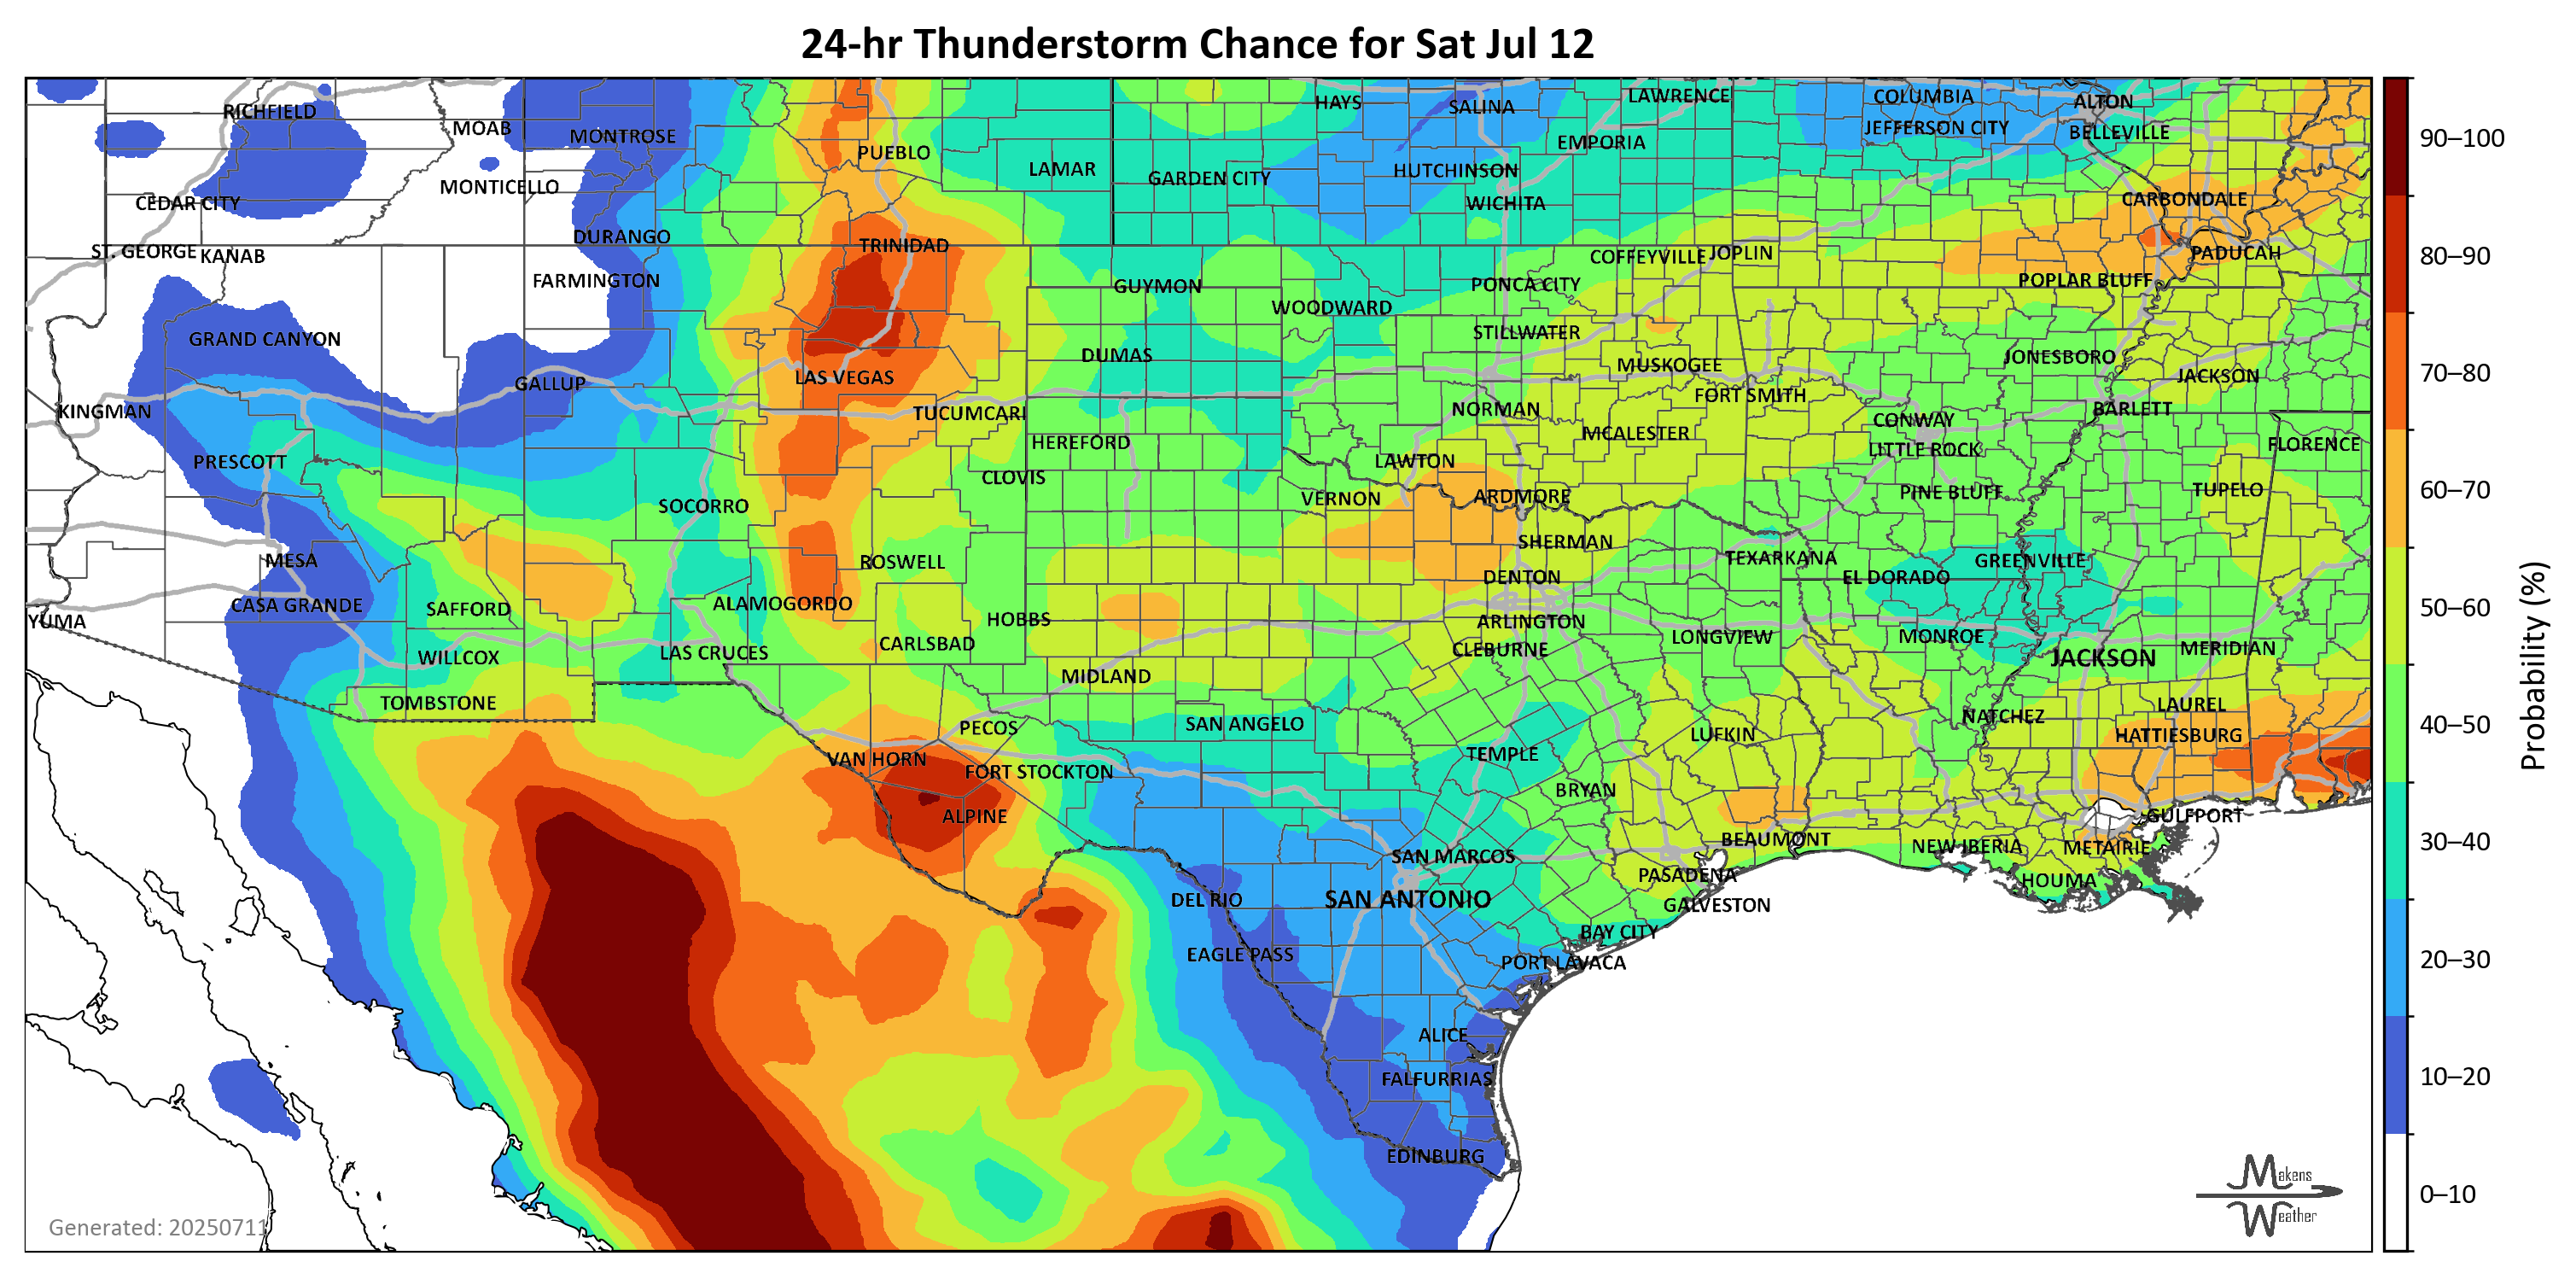 24-hr Thunderstorm Chance for Sat Jul 12
RICHFIELD
MOAB
MONTROSE
PUEBLO
LAMAR
GARDEN CITY
HAYS
SALINA
HUTCHINSON
WICHITA
EMPORIA
LAWRENCE
COLUMBIA
JEFFERSON CITY
ALTON
BELLEVILLE
MONTICELLO
CEDAR CITY
ST. GEORGE
KANAB
DURANGO
FARMINGTON
TRINIDAD
GUYMON
WOODWARD
PONCA CITY
COFFEYVILLE
JOPLIN
CARBONDALE
PADUCAH
POPLAR BLUFF
GRAND CANYON
GALLUP
LAS VEGAS
DUMAS
STILLWATER
MUSKOGEE
FORT SMITH
JONESBORO
JACKSON
KINGMAN
TUCUMCARI
HEREFORD
NORMAN
MCALESTER
CONWAY
LITTLE ROCK
BARLETT
FLORENCE
PRESCOTT
CLOVIS
LAWTON
VERNON
ARDMORE
PINE BLUFF
TUPELO
SOCORRO
MESA
ROSWELL
SHERMAN
TEXARKANA
GREENVILLE
EL DORADO
DENTON
CASA GRANDE
SAFFORD
ALAMOGORDO
HOBBS
YUMA
ARLINGTON
CLEBURNE
LONGVIEW
MONROE
JACKSON
MERIDIAN
WILLCOX
LAS CRUCES
CARLSBAD
MIDLAND
TOMBSTONE
PECOS
SAN ANGELO
LUFKIN
NATCHEZ
LAUREL
HATTIESBURG
VAN HORN
FORT STOCKTON
TEMPLE
BRYAN
ALPINE
BEAUMONT
GULFPORT
NEW IBERIA
METAIRIE
SAN MARCOS
PASADENA
HOUMA
DEL RIO
SAN ANTONIO
GALVESTON
BAY CITY
EAGLE PASS
PORT LAVACA
ALICE
FALFURRIAS
EDINBURG
Generated: 20250711
Makens
Weather
90–100
80–90
70–80
60–70
50–60
40–50
30–40
20–30
10–20
0–10
Probability (%)